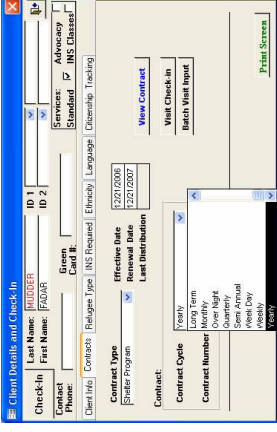 Client Details and Check-In
Check-In
Last Name: MUDDER
First Name: FADAR
ID 1
ID 2
Contact Phone:
Green Card #:
Services: Advocacy
Standard INS Classes
Client Info Contracts Refugee Type INS Required Ethnicity Language Citizenship Tracking
Contract Type
Shelter Program
Effective Date 12/21/2006
Renewal Date 12/21/2007
Last Distribution
View Contract
Contract:
Contract Cycle Yearly
Contract Number
Long Term
Monthly
Over Night
Quarterly
Semi Annual
Week Day
Weekly
Yearly
Visit Check-in
Batch Visit Input
Print Screen